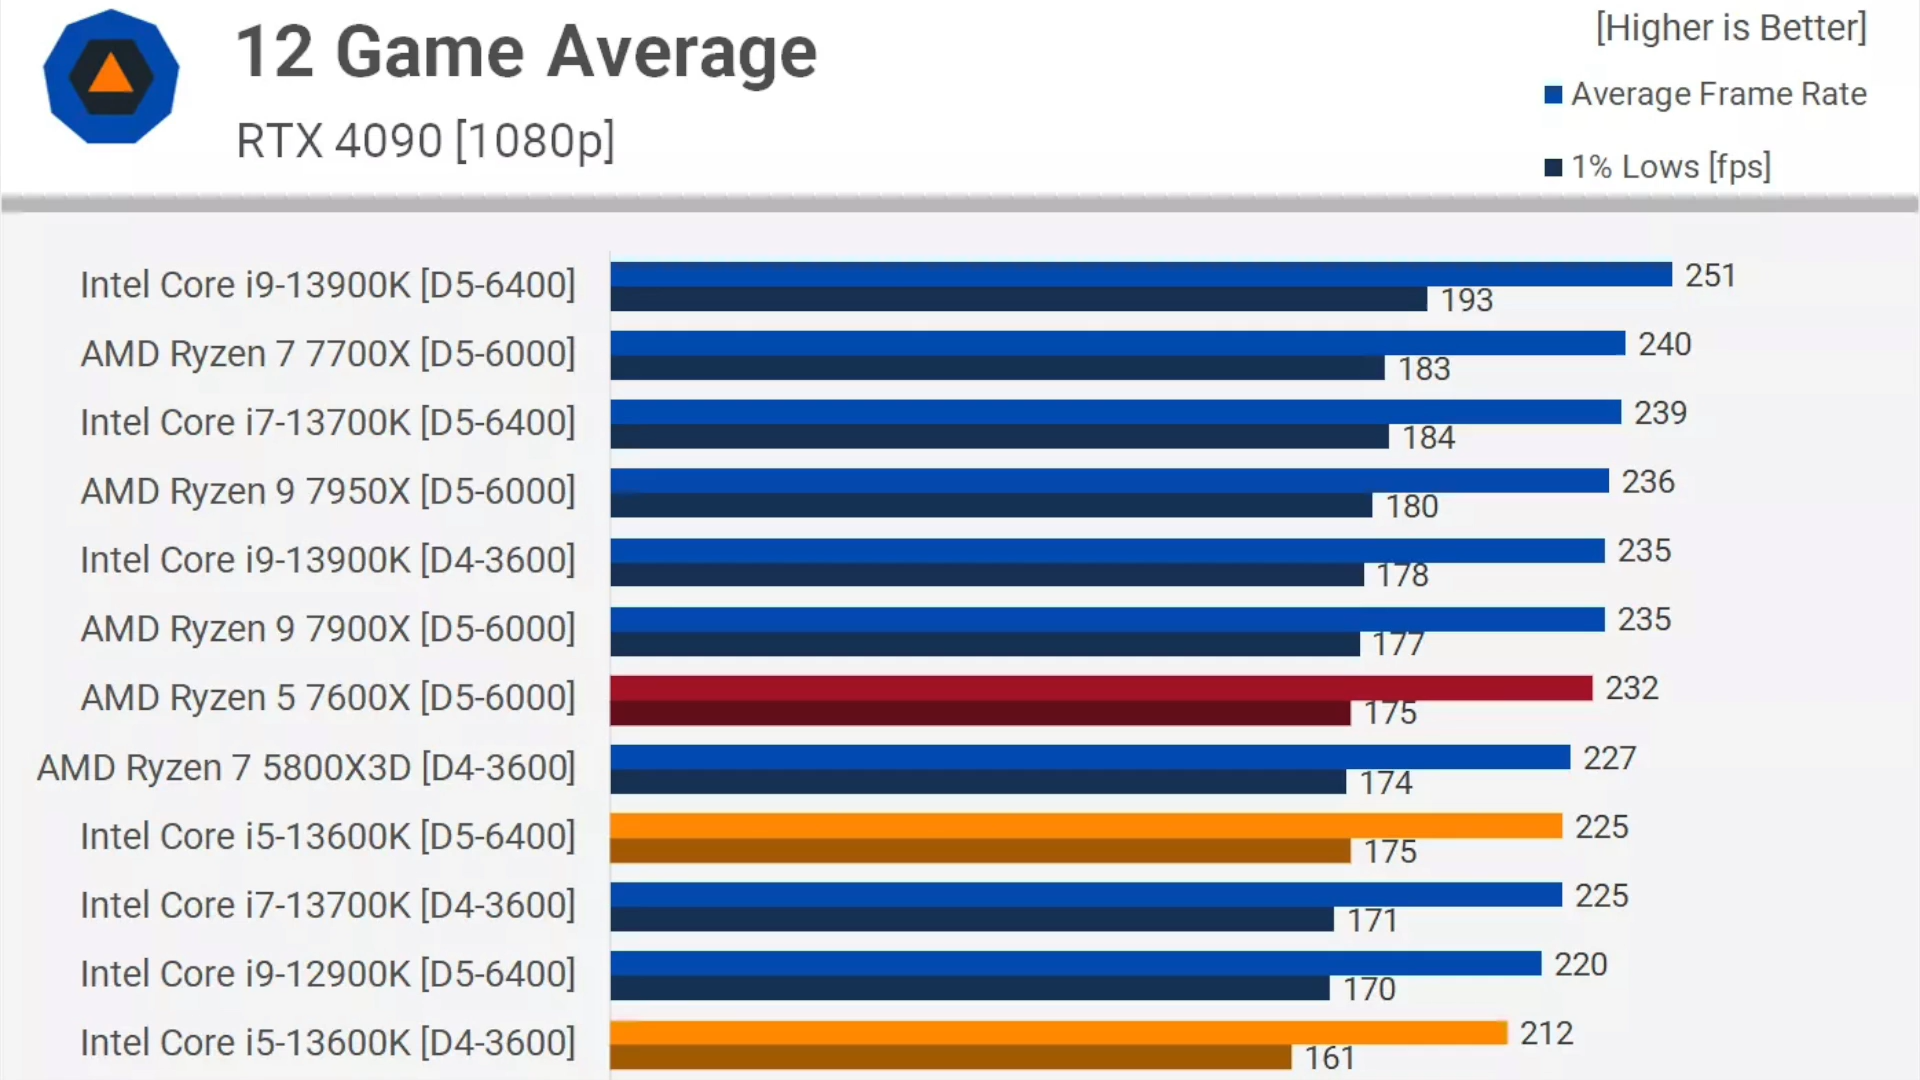 12 Game Average
RTX 4090 [1080p]
[Higher is Better]
Average Frame Rate
1% Lows [fps]
Intel Core i9-13900K [D5-6400] 251
193
AMD Ryzen 7 7700X [D5-6000] 240
183
Intel Core i7-13700K [D5-6400] 239
184
AMD Ryzen 9 7950X [D5-6000] 236
180
Intel Core i9-13900K [D4-3600] 235
178
AMD Ryzen 9 7900X [D5-6000] 235
177
AMD Ryzen 5 7600X [D5-6000] 232
175
AMD Ryzen 7 5800X3D [D4-3600] 227
174
Intel Core i5-13600K [D5-6400] 225
175
Intel Core i7-13700K [D4-3600] 225
171
Intel Core i9-12900K [D5-6400] 220
170
Intel Core i5-13600K [D4-3600] 212
161